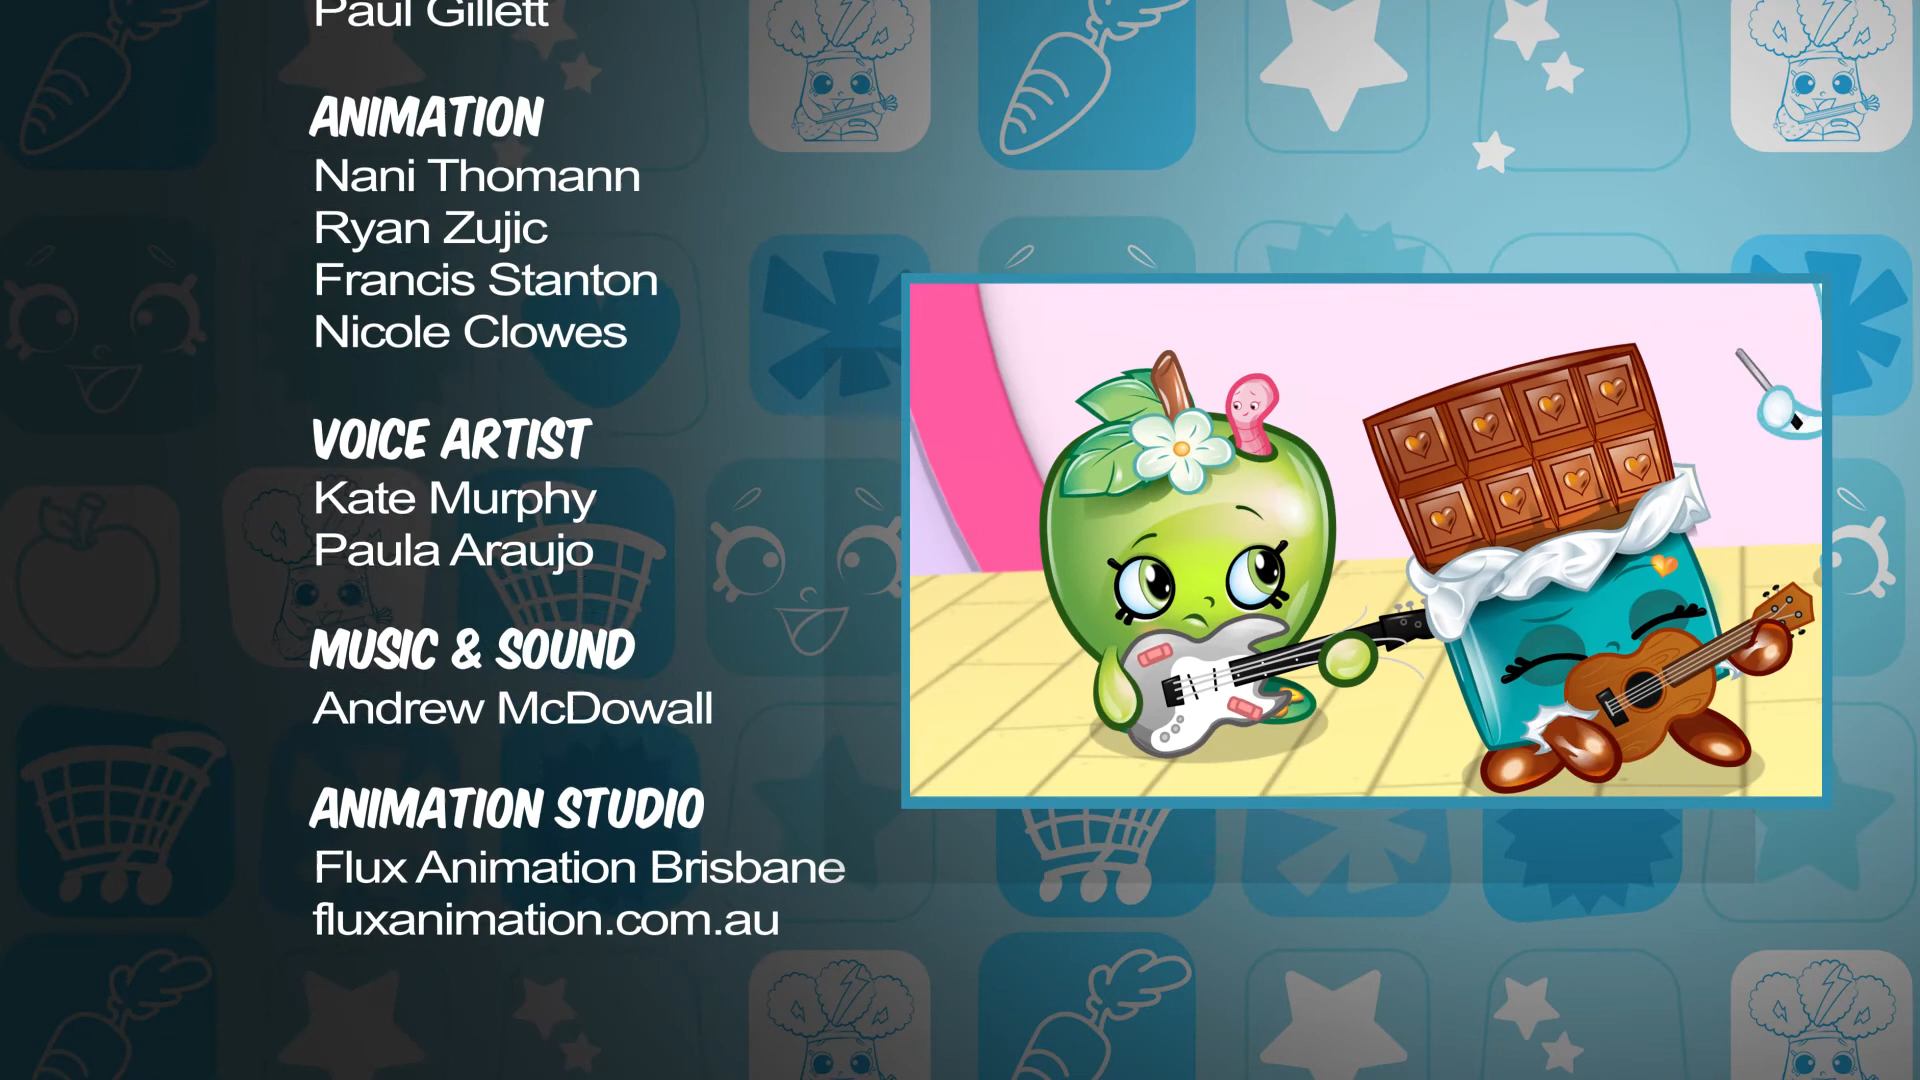 Paul Gillett
ANIMATION
Nani Thomann
Ryan Zujic
Francis Stanton
Nicole Clowes
VOICE ARTIST
Kate Murphy
Paula Araujo
MUSIC & SOUND
Andrew McDowall
ANIMATION STUDIO
Flux Animation Brisbane
fluxanimation.com.au